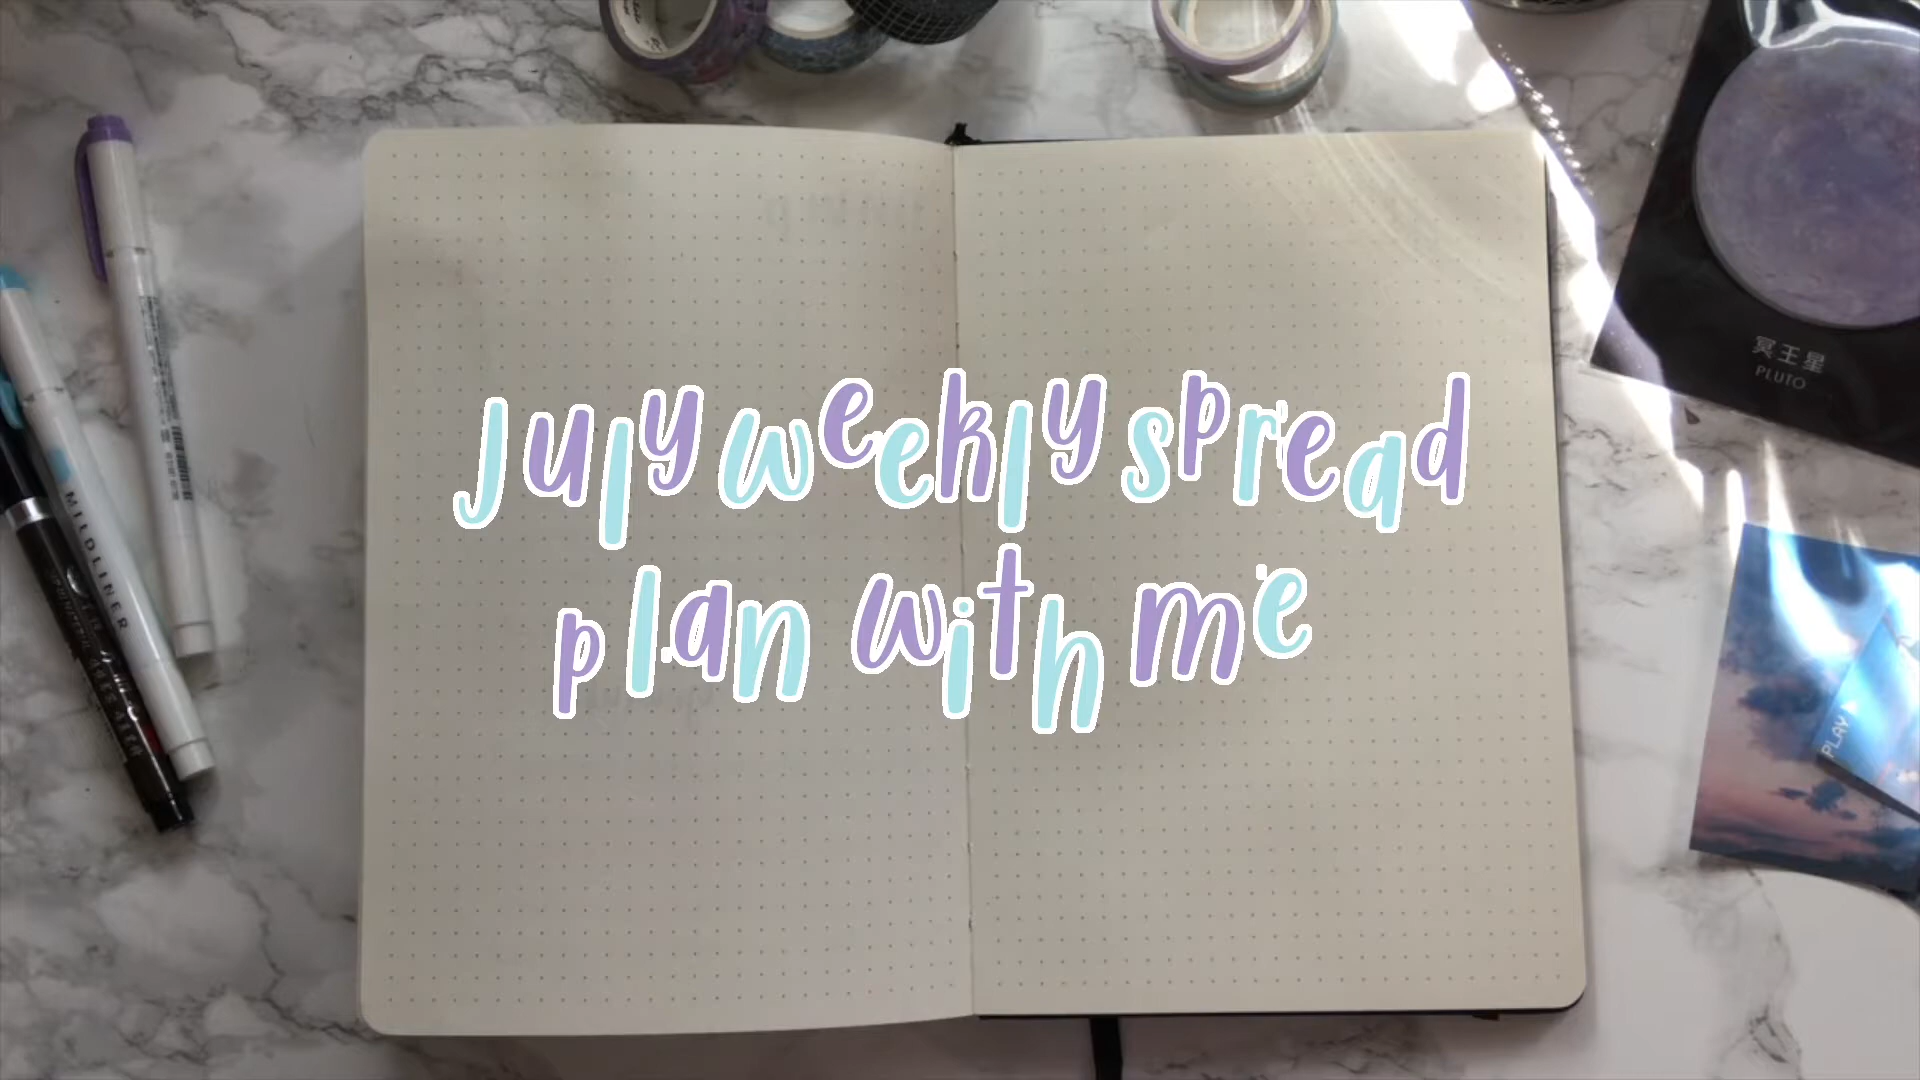 July weekly spread
plan with me
冥王星
PLUTO
MILDLINER
PLAY